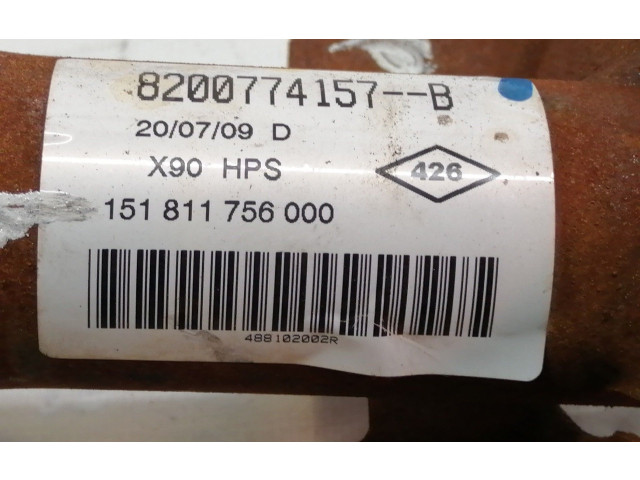 8200774157--B
20/07/09 D
X90 HPS
426
151 811 756 000
488102002R